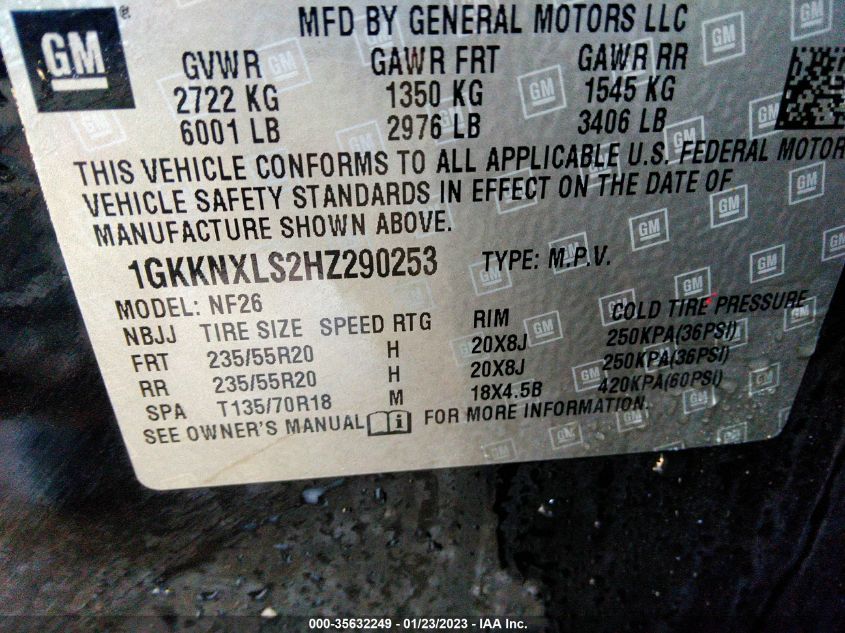 GM ®
MFD BY GENERAL MOTORS LLC
GVWR GAWR FRT GAWR RR
2722 KG 1350 KG 1545 KG
6001 LB 2976 LB 3406 LB
THIS VEHICLE CONFORMS TO ALL APPLICABLE U.S. FEDERAL MOTOR
VEHICLE SAFETY STANDARDS IN EFFECT ON THE DATE OF
MANUFACTURE SHOWN ABOVE.
1GKKNXLS2HZ290253 TYPE: M.P.V.
MODEL: NF26
NBJJ TIRE SIZE SPEED RTG RIM COLD TIRE PRESSURE
FRT 235/55R20 H 20X8J 250KPA(36PSI)
RR 235/55R20 H 20X8J 250KPA(36PSI)
SPA T135/70R18 M 18X4.5B 420KPA(60PSI)
SEE OWNER'S MANUAL FOR MORE INFORMATION.
000-35632249 | 01/23/2023 | IAA Inc.